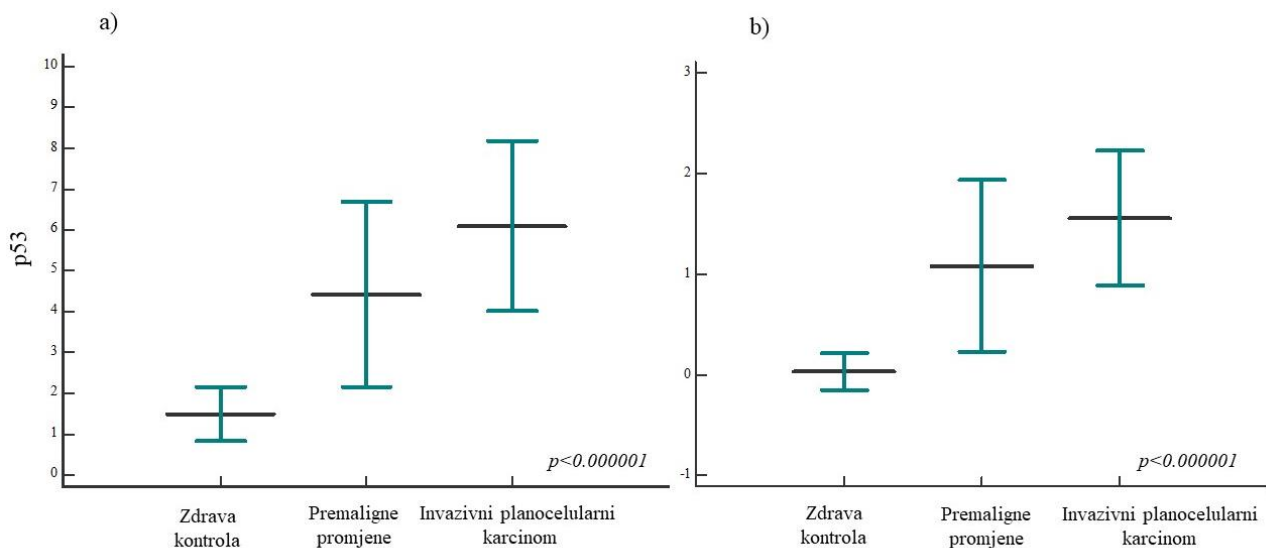 a)
10
9
8
7
6
5
4
3
2
1
0
p53
p<0.000001
Zdrava
kontrola
Premaligne
promjene
Invazivni planocelularni
karcinom
b)
3
2
1
0
-1
p<0.000001
Zdrava
kontrola
Premaligne
promjene
Invazivni planocelularni
karcinom